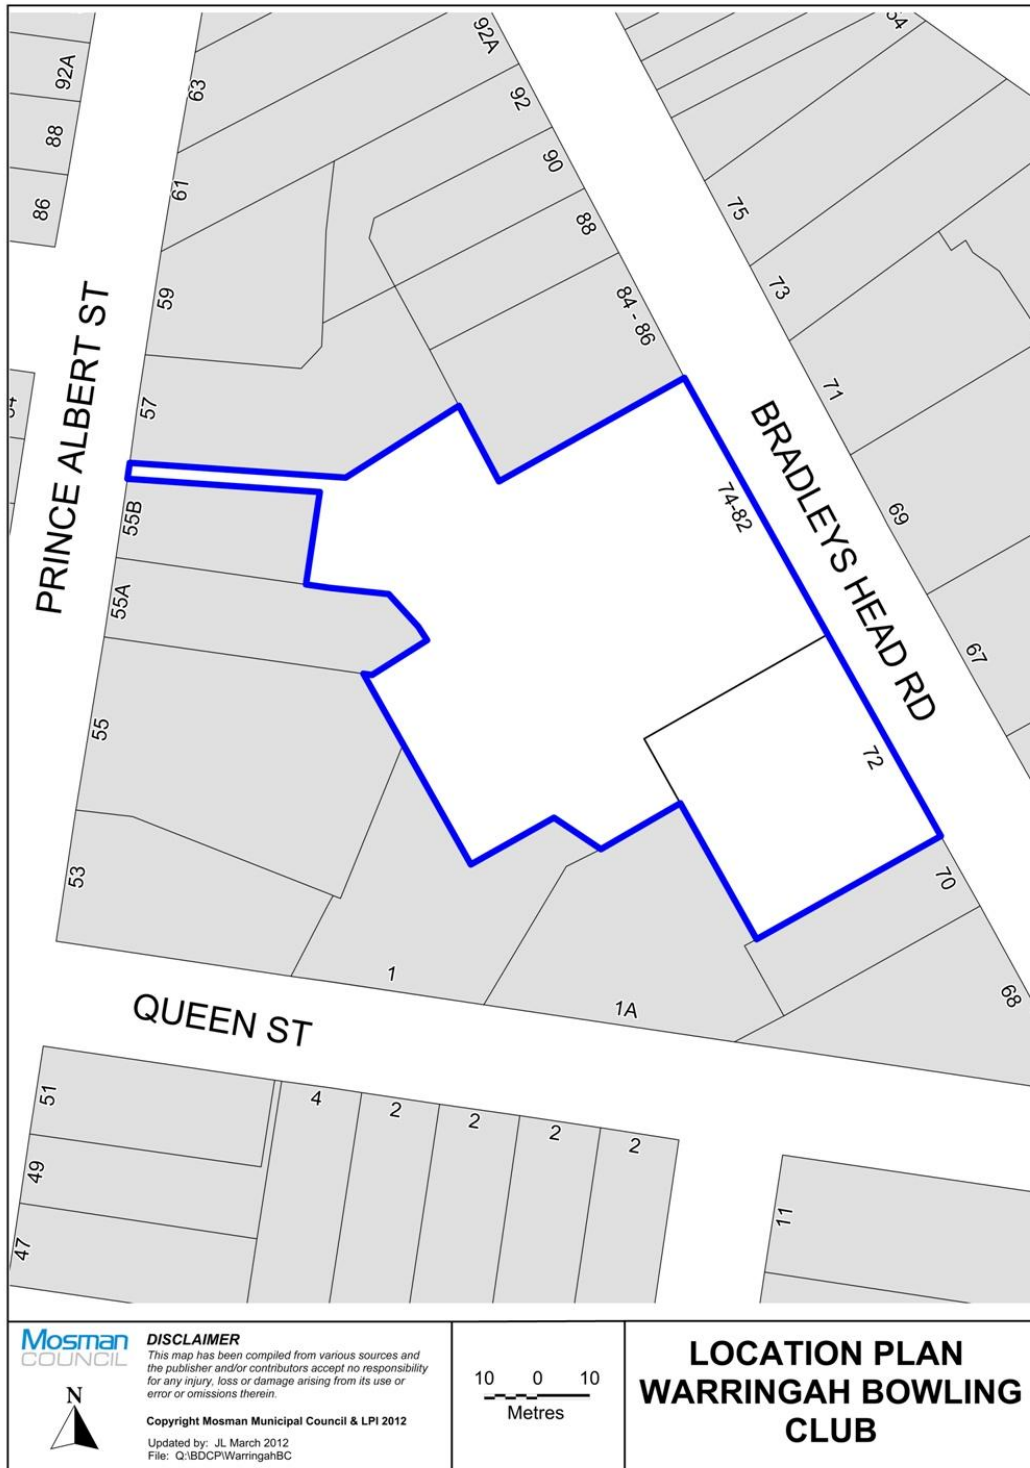 92A
88
86
63
61
59
57
55B
55A
55
53
92A
92
90
88
84 - 86
74-82
72
70
68
75
73
71
69
67
PRINCE ALBERT ST
BRADLEYS HEAD RD
QUEEN ST
1
1A
51
49
47
4
2
2
2
2
11
Mosman
COUNCIL
N
DISCLAIMER
This map has been compiled from various sources and
the publisher and/or contributors accept no responsibility
for any injury, loss or damage arising from its use or
error or omissions therein.
Copyright Mosman Municipal Council & LPI 2012
Updated by: JL March 2012
File: Q:\BDCP\WarringahBC
10 0 10
Metres
LOCATION PLAN
WARRINGAH BOWLING
CLUB